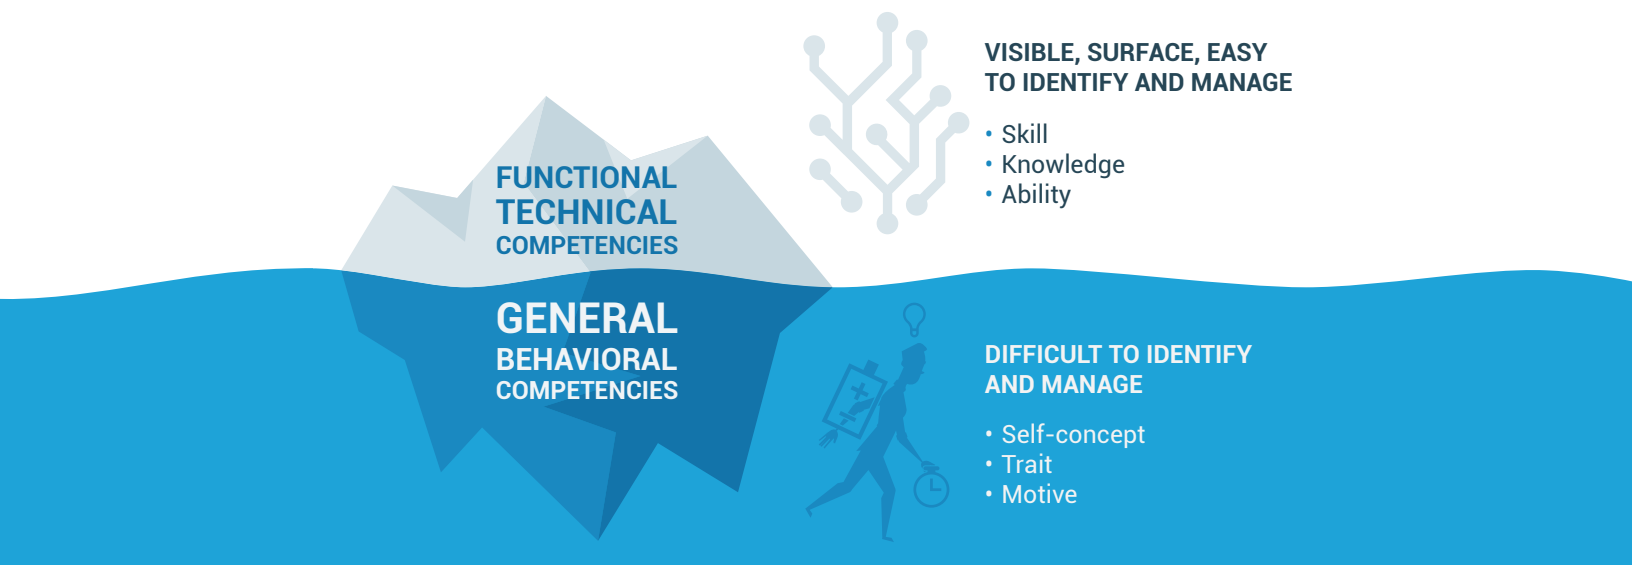 FUNCTIONAL
TECHNICAL
COMPETENCIES
VISIBLE, SURFACE, EASY
TO IDENTIFY AND MANAGE
• Skill
• Knowledge
• Ability
GENERAL
BEHAVIORAL
COMPETENCIES
DIFFICULT TO IDENTIFY
AND MANAGE
• Self-concept
• Trait
• Motive